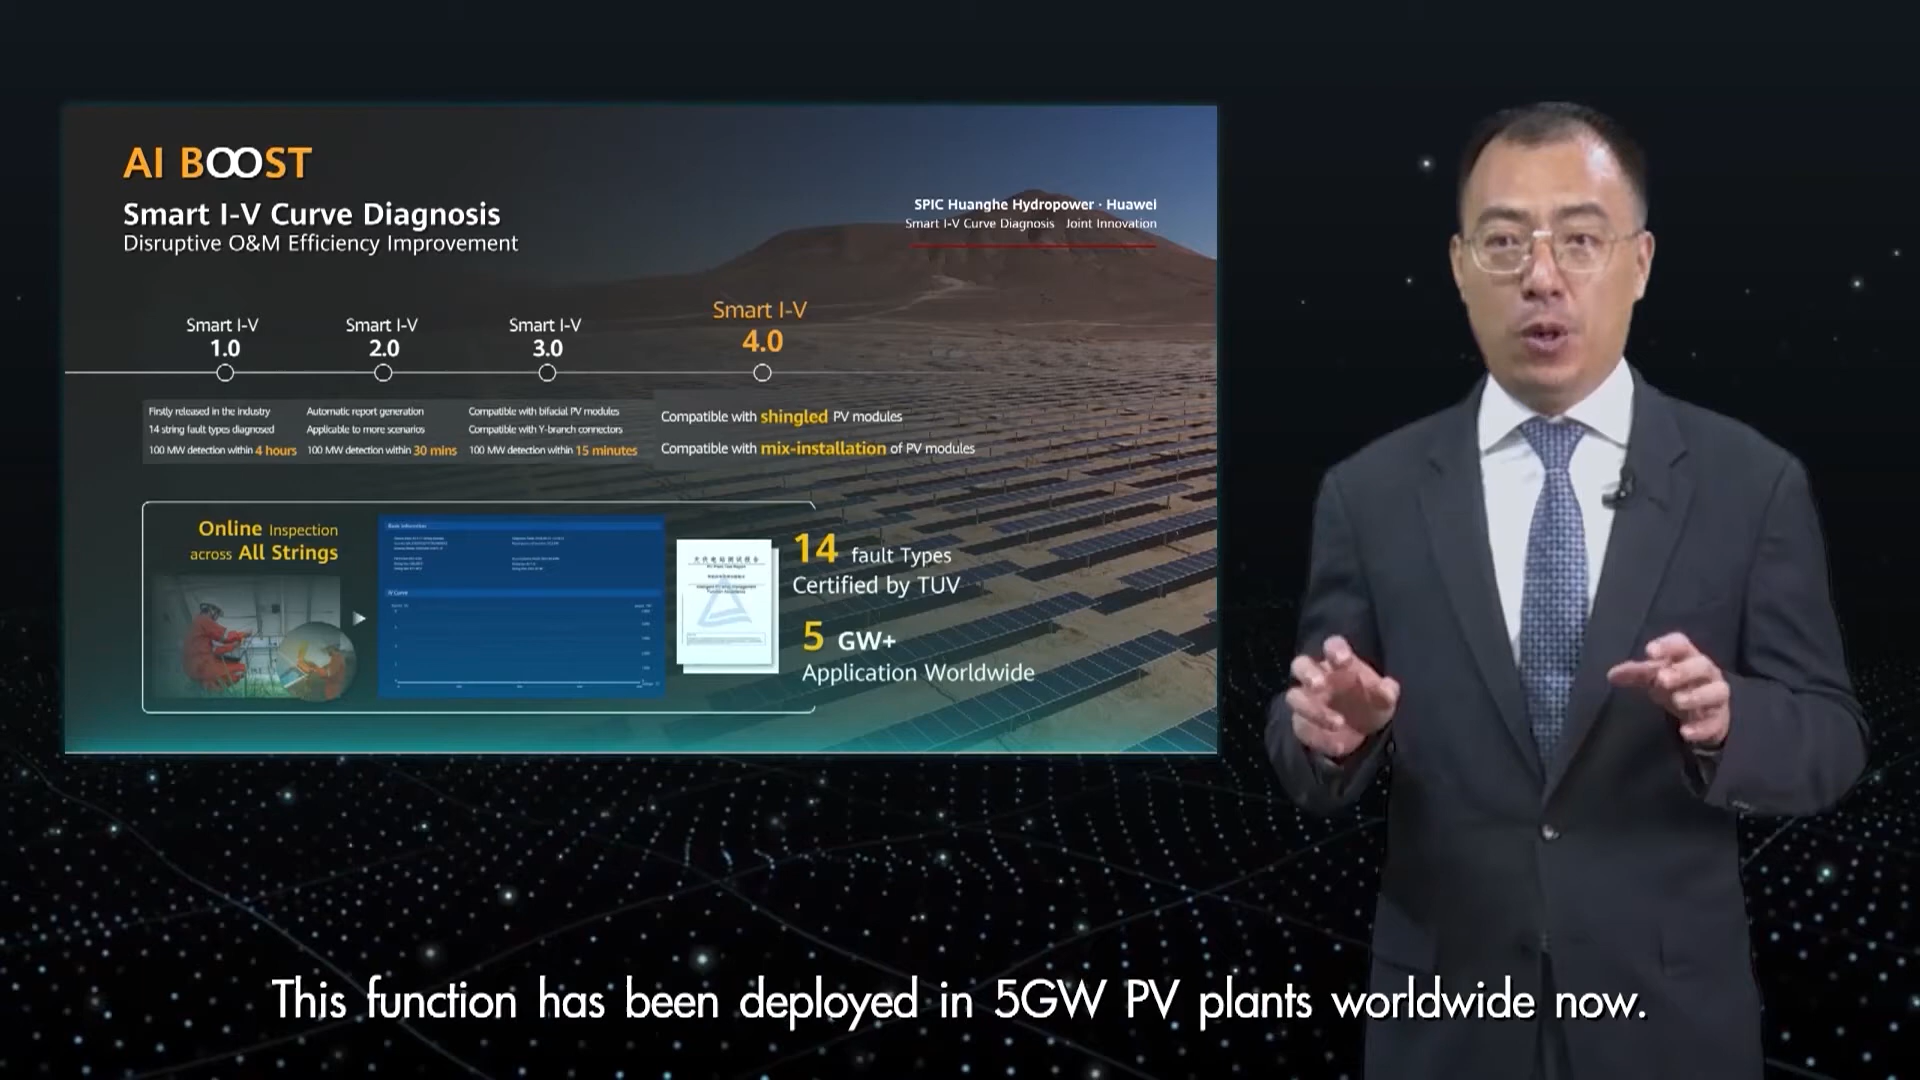 AI BOOST
Smart I-V Curve Diagnosis
Disruptive O&M Efficiency Improvement
SPIC Huanghe Hydropower · Huawei
Smart I-V Curve Diagnosis Joint Innovation
Smart I-V
1.0
Smart I-V
2.0
Smart I-V
3.0
Smart I-V
4.0
Firstly released in the industry
14 string fault types diagnosed
100 MW detection within 4 hours
Automatic report generation
Applicable to more scenarios
100 MW detection within 30 mins
Compatible with bifacial PV modules
Compatible with Y-branch connectors
100 MW detection within 15 minutes
Compatible with shingled PV modules
Compatible with mix-installation of PV modules
Online Inspection
across All Strings
Basic Information
IV Curve
14 fault Types
Certified by TUV
5 GW+
Application Worldwide
This function has been deployed in 5GW PV plants worldwide now.